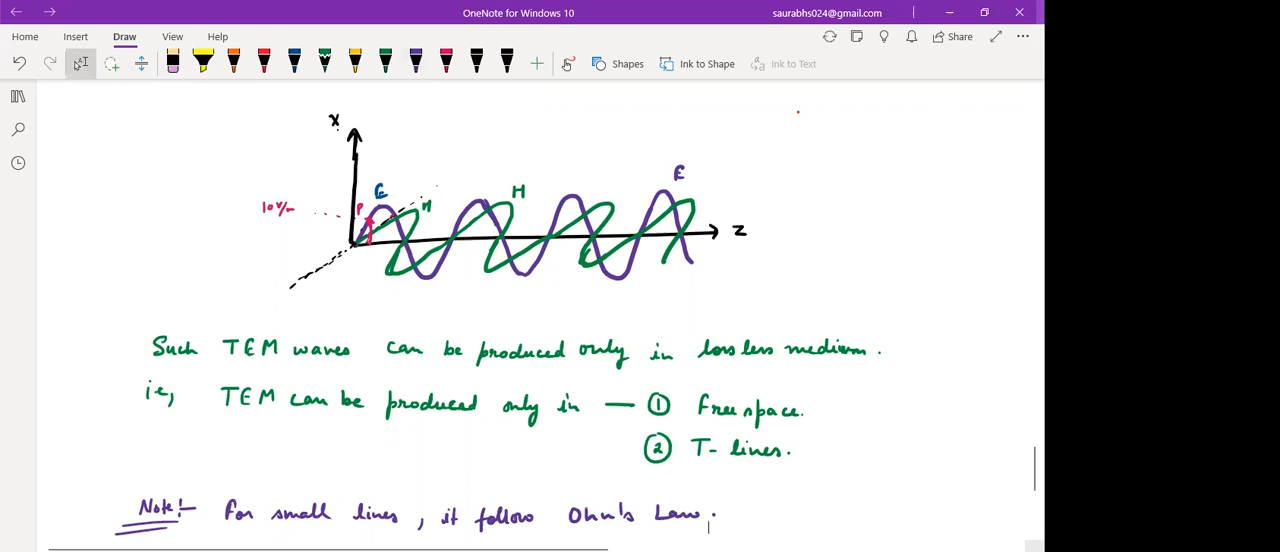 OneNote for Windows 10
saurabhs024@gmail.com
Home Insert Draw View Help
Share
Shapes
Ink to Shape
Ink to Text
X
E
E
H
10V/m
P
H
Z
Such TEM waves can be produced only in lossless medium.
ie, TEM can be produced only in — ① Free space.
② T- lines.
Note:- For small lines, it follow Ohm's Law.